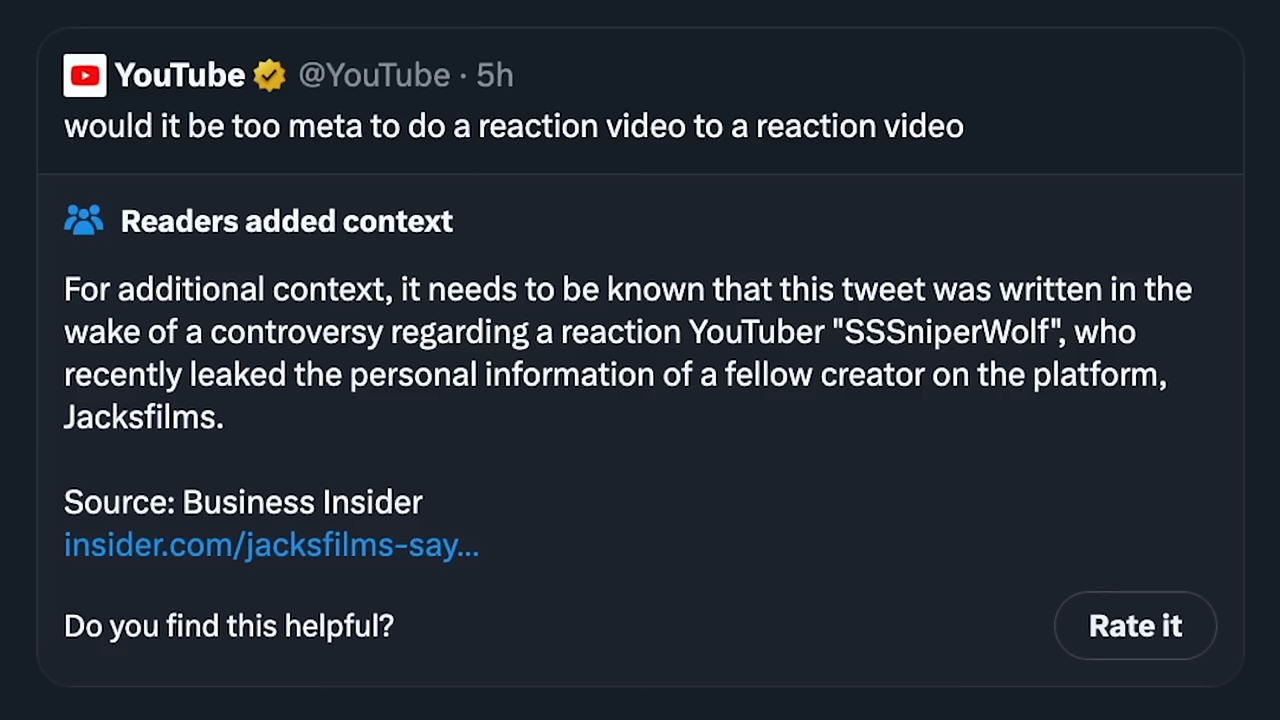 YouTube @YouTube · 5h
would it be too meta to do a reaction video to a reaction video
Readers added context
For additional context, it needs to be known that this tweet was written in the
wake of a controversy regarding a reaction YouTuber "SSSniperWolf", who
recently leaked the personal information of a fellow creator on the platform,
Jacksfilms.
Source: Business Insider
insider.com/jacksfilms-say...
Do you find this helpful?
Rate it